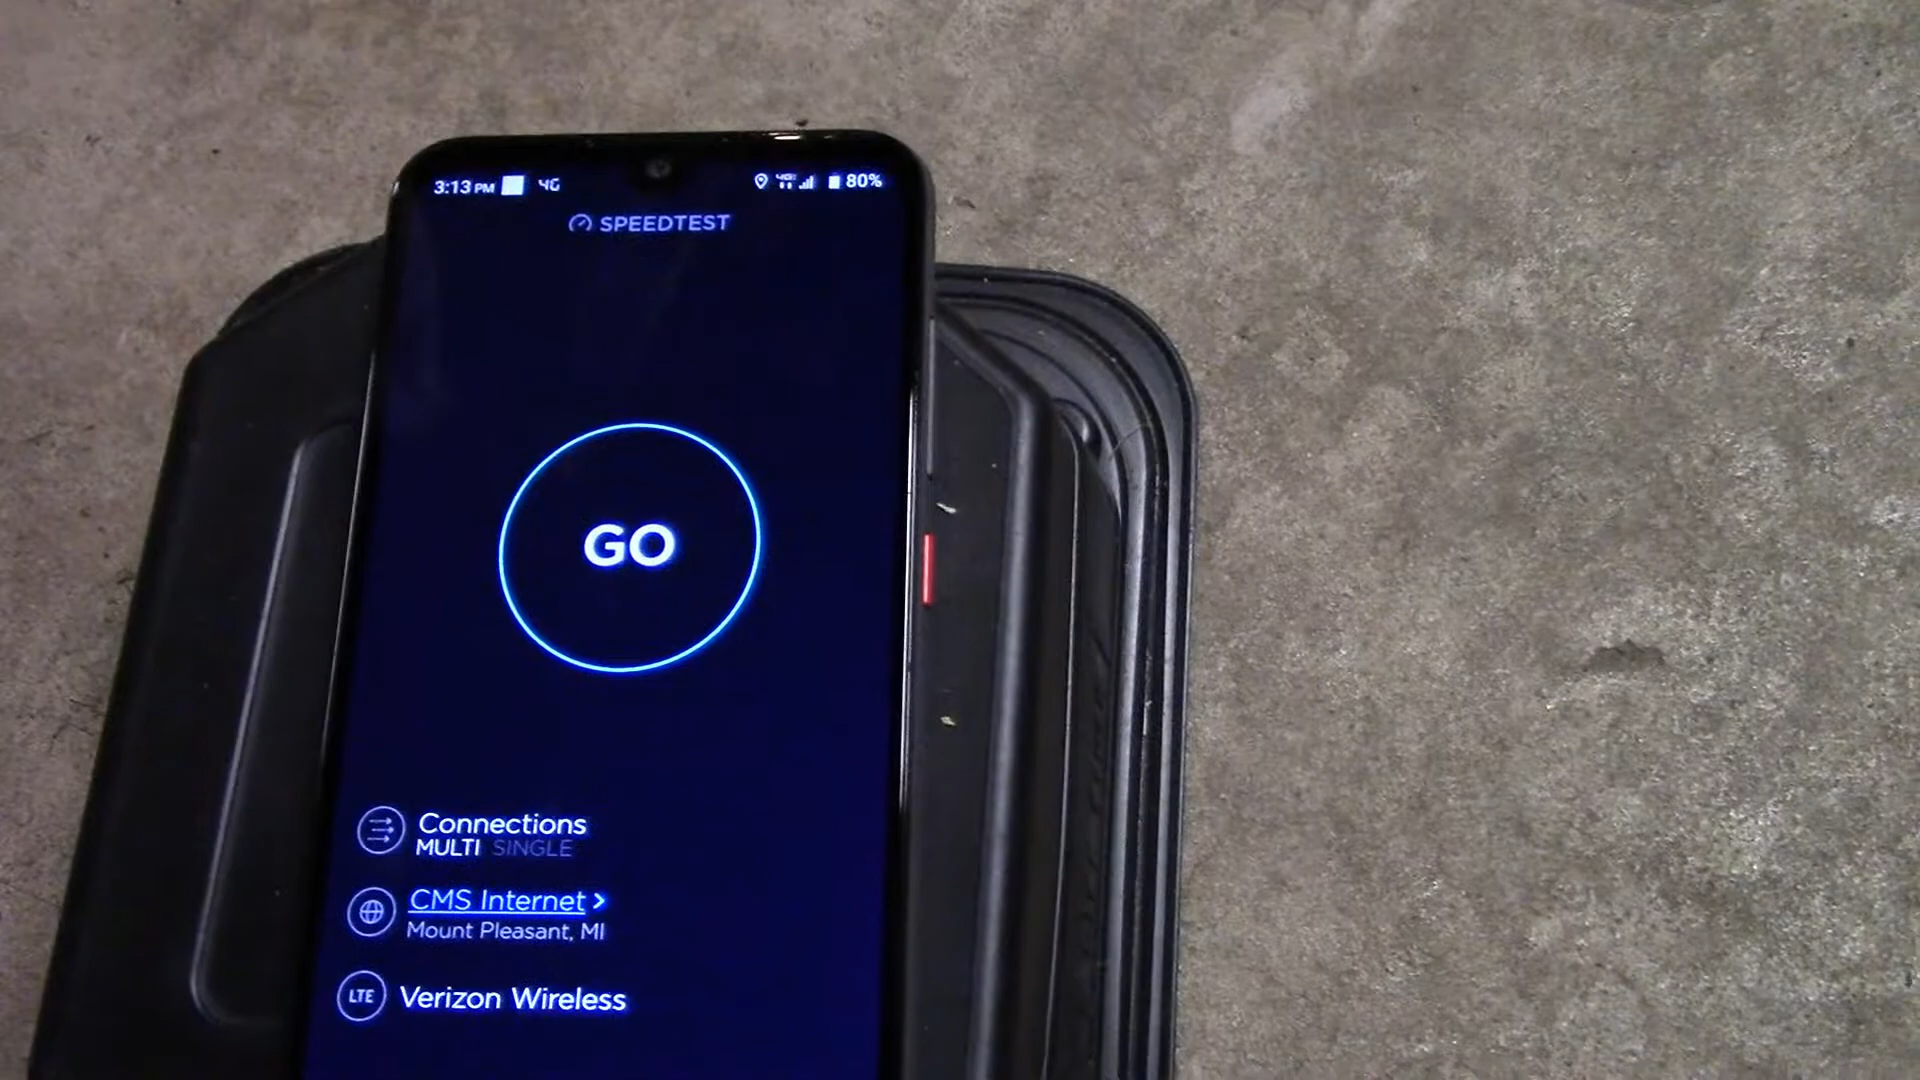 3:13 PM 4G 80%
SPEEDTEST
GO
Connections
MULTI SINGLE
CMS Internet >
Mount Pleasant, MI
LTE Verizon Wireless